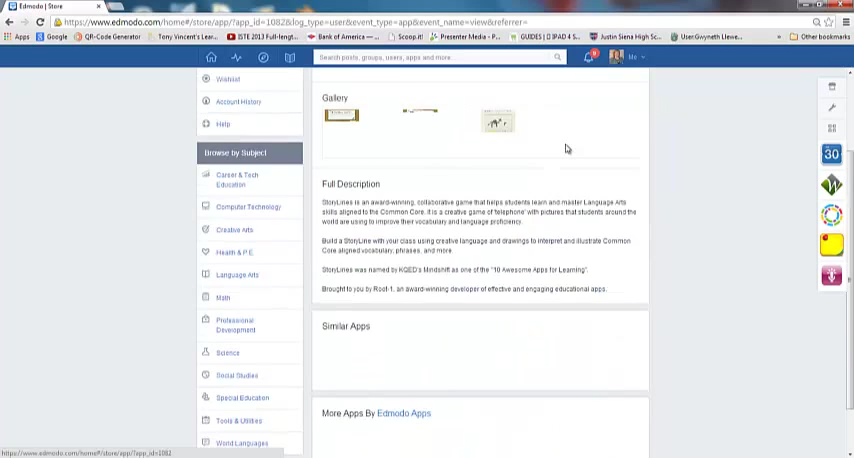 Edmodo | Store
https://www.edmodo.com/home#/store/app/?app_id=1082&log_type=user&event_type=app&event_name=view&referrer=
Apps Google QR-Code Generator Tony Vincent's Lear... ISTE 2013 Full-lengt... Bank of America —... Scoop.it! Presenter Media - P... GUIDES | D IPAD 4 S... Justin Siena High Sc... User:Gwyneth Llewe... » Other bookmarks
Search posts, groups, users, apps and more... Me
Wishlist
Account History
Help
Browse by Subject
Career & Tech
Education
Computer Technology
Creative Arts
Health & P.E.
Language Arts
Math
Professional
Development
Science
Social Studies
Special Education
Tools & Utilities
World Languages
Gallery
Full Description
StoryLines is an award-winning, collaborative game that helps students learn and master Language Arts
skills aligned to the Common Core. It is a creative game of 'telephone' with pictures that students around the
world are using to improve their vocabulary and language proficiency.
Build a StoryLine with your class using creative language and drawings to interpret and illustrate Common
Core aligned vocabulary, phrases, and more.
StoryLines was named by KQED's Mindshift as one of the "10 Awesome Apps for Learning".
Brought to you by Root-1, an award-winning developer of effective and engaging educational apps.
Similar Apps
More Apps By Edmodo Apps
30
https://www.edmodo.com/home#/store/app/?app_id=1082